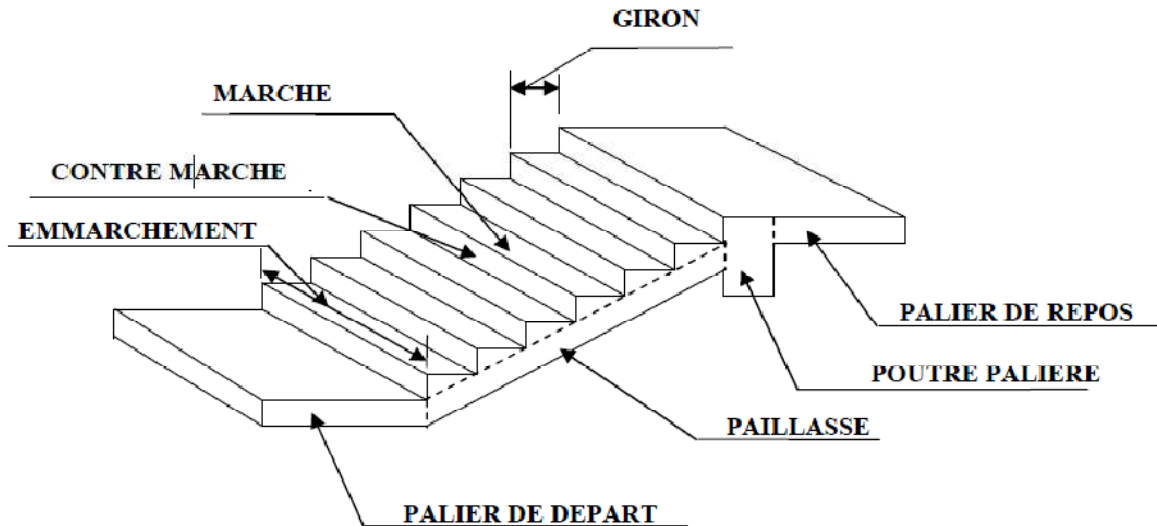 GIRON
MARCHE
CONTRE MARCHE
EMMARCHEMENT
PALIER DE REPOS
POUTRE PALIERE
PAILLASSE
PALIER DE DEPART